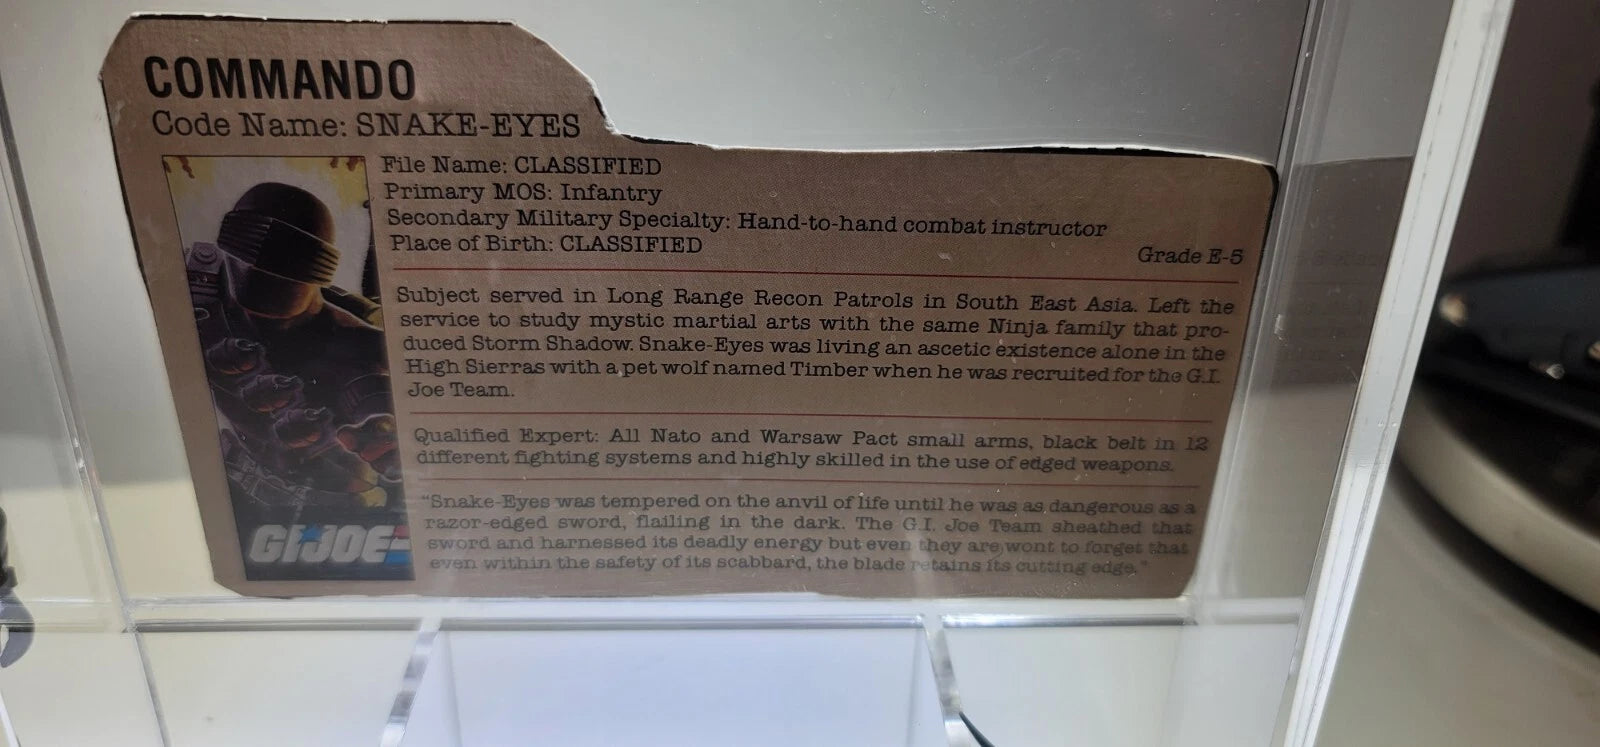 COMMANDO
Code Name: SNAKE-EYES
File Name: CLASSIFIED
Primary MOS: Infantry
Secondary Military Specialty: Hand-to-hand combat instructor
Place of Birth: CLASSIFIED
Grade E-5
Subject served in Long Range Recon Patrols in South East Asia. Left the
service to study mystic martial arts with the same Ninja family that pro-
duced Storm Shadow. Snake-Eyes was living an ascetic existence alone in the
High Sierras with a pet wolf named Timber when he was recruited for the G.I.
Joe Team.
Qualified Expert: All Nato and Warsaw Pact small arms, black belt in 12
different fighting systems and highly skilled in the use of edged weapons.
"Snake-Eyes was tempered on the anvil of life until he was as dangerous as a
razor-edged sword, flailing in the dark. The G.I. Joe Team sheathed that
sword and harnessed its deadly energy but even they are wont to forget that
even within the safety of its scabbard, the blade retains its cutting edge."
GI JOE